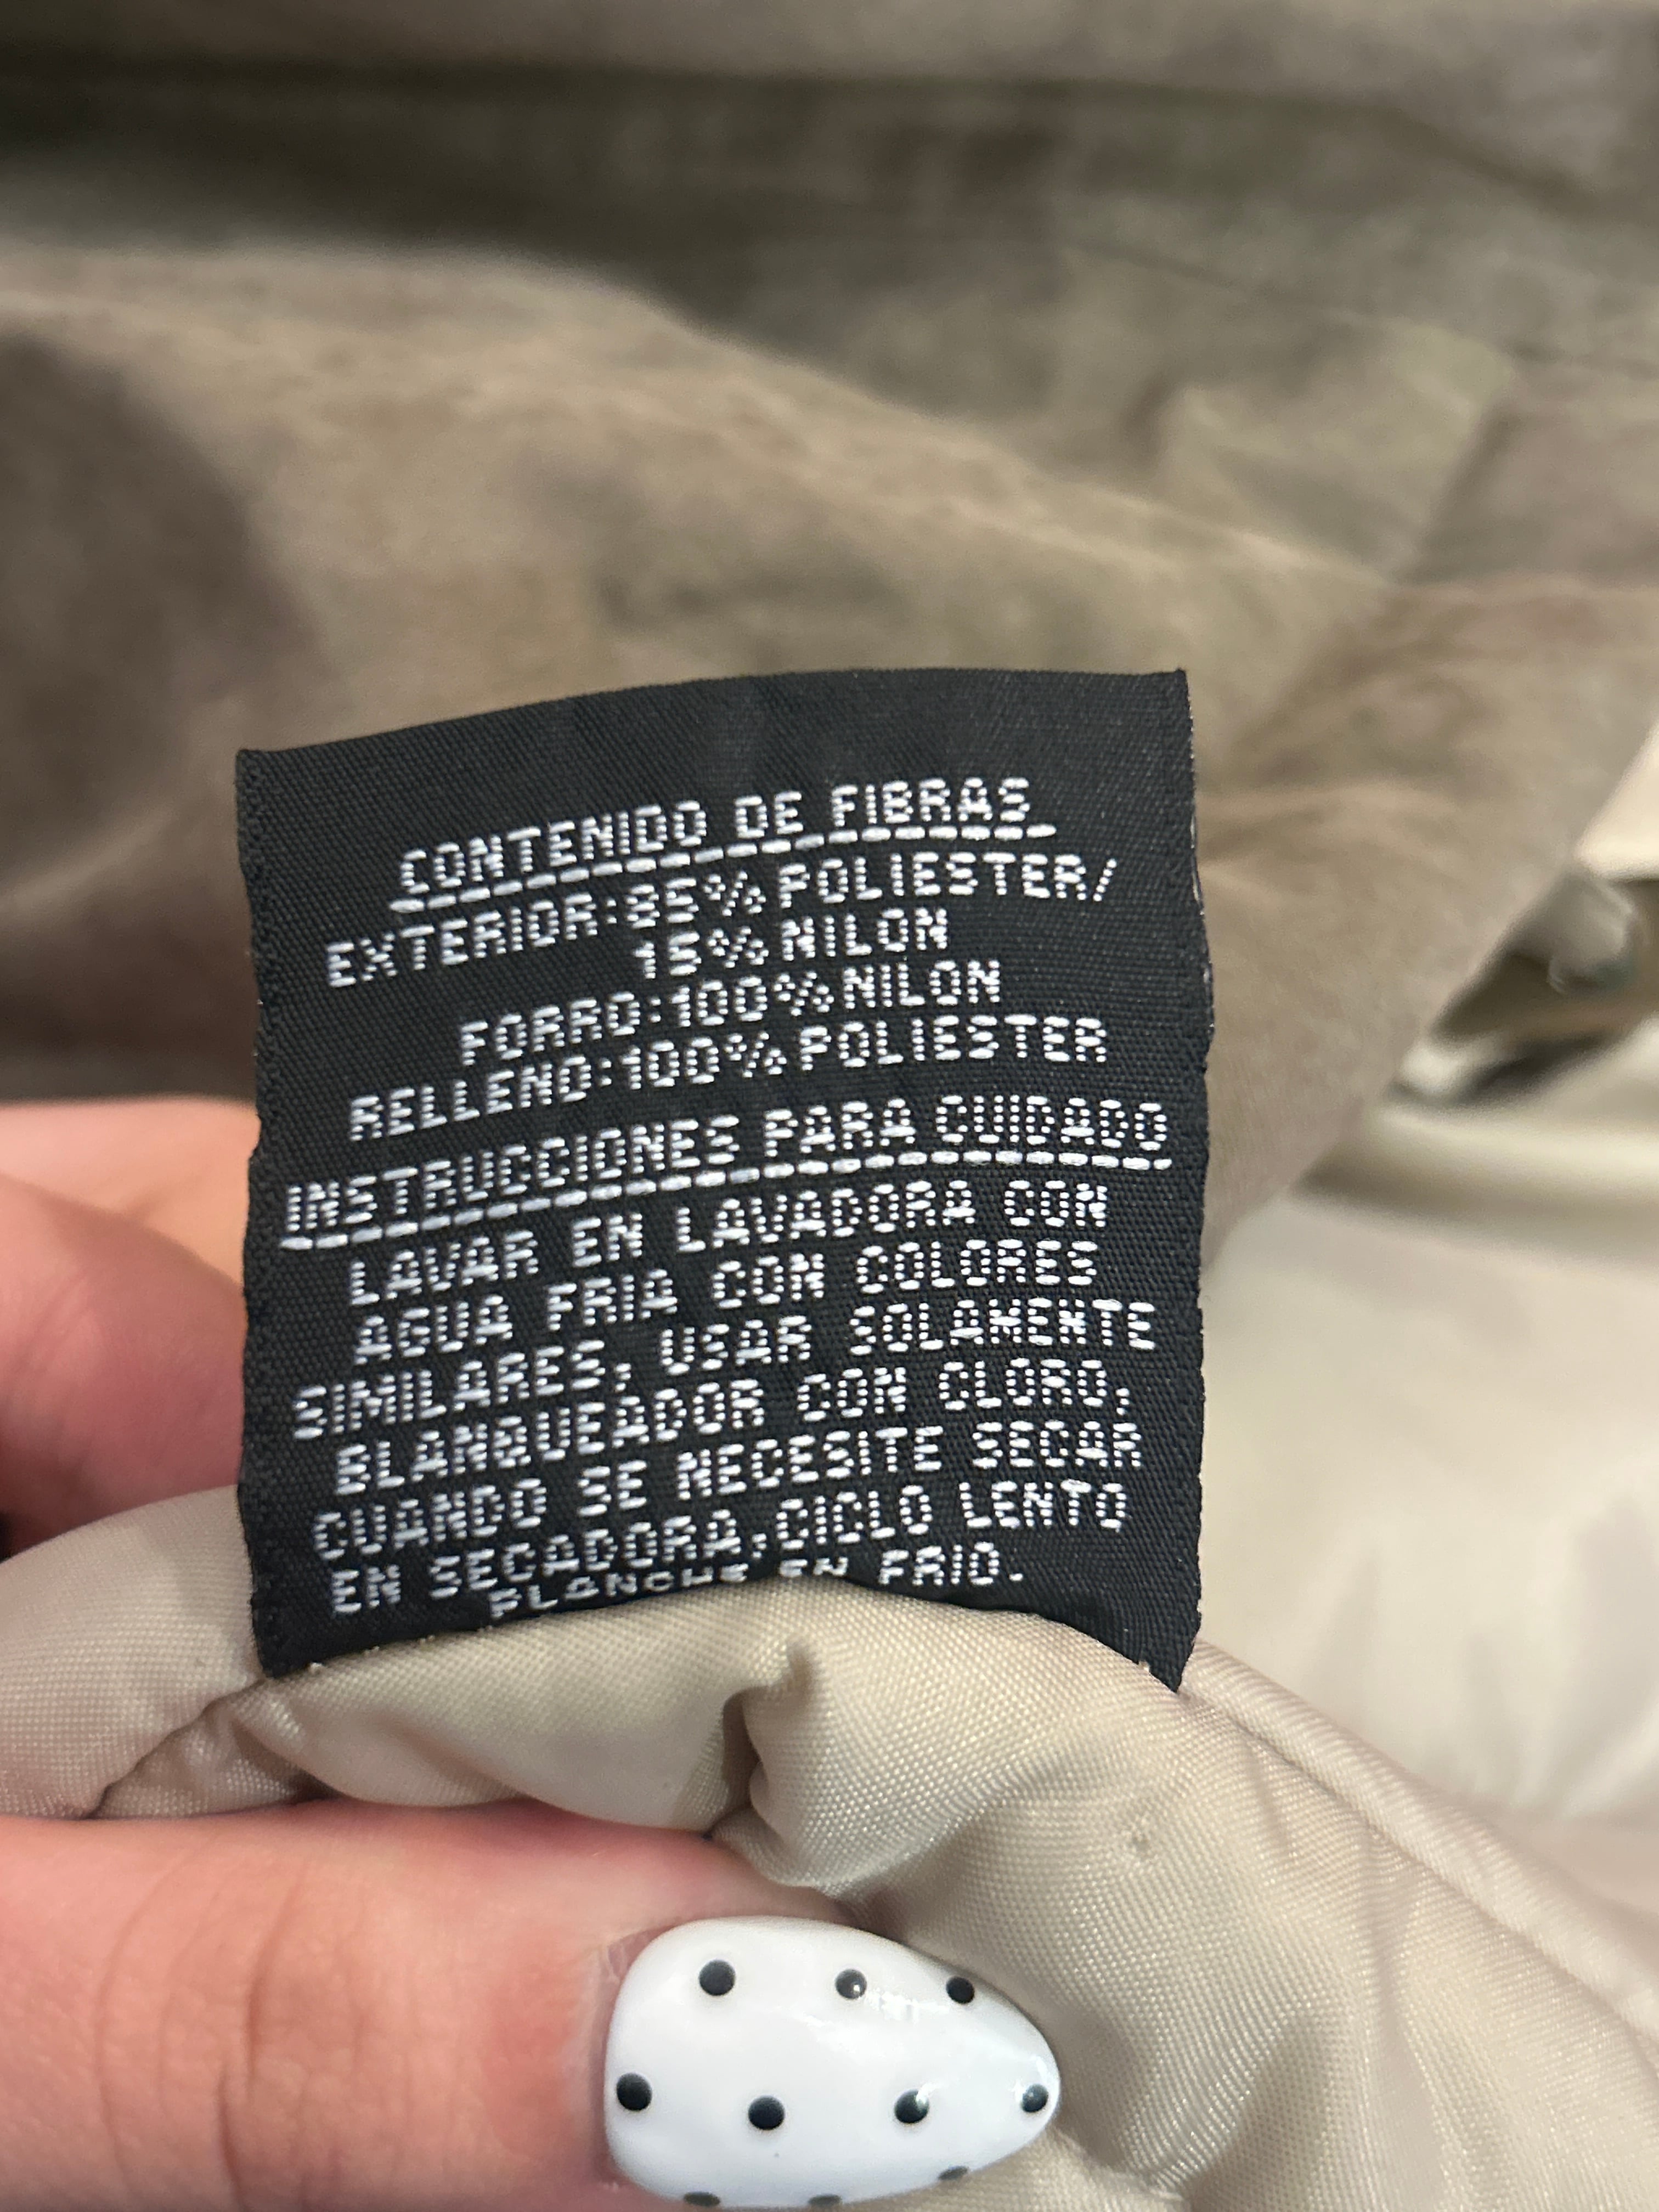 CONTENIDO DE FIBRAS
EXTERIOR:85%POLIESTER/
15%NILON
FORRO:100%NILON
RELLENO:100%POLIESTER
INSTRUCCIONES PARA CUIDADO
LAVAR EN LAVADORA CON
AGUA FRIA CON COLORES
SIMILARES, USAR SOLAMENTE
BLANQUEADOR CON CLORO,
CUANDO SE NECESITE SECAR
EN SECADORA,CICLO LENTO
PLANCHE EN FRIO.